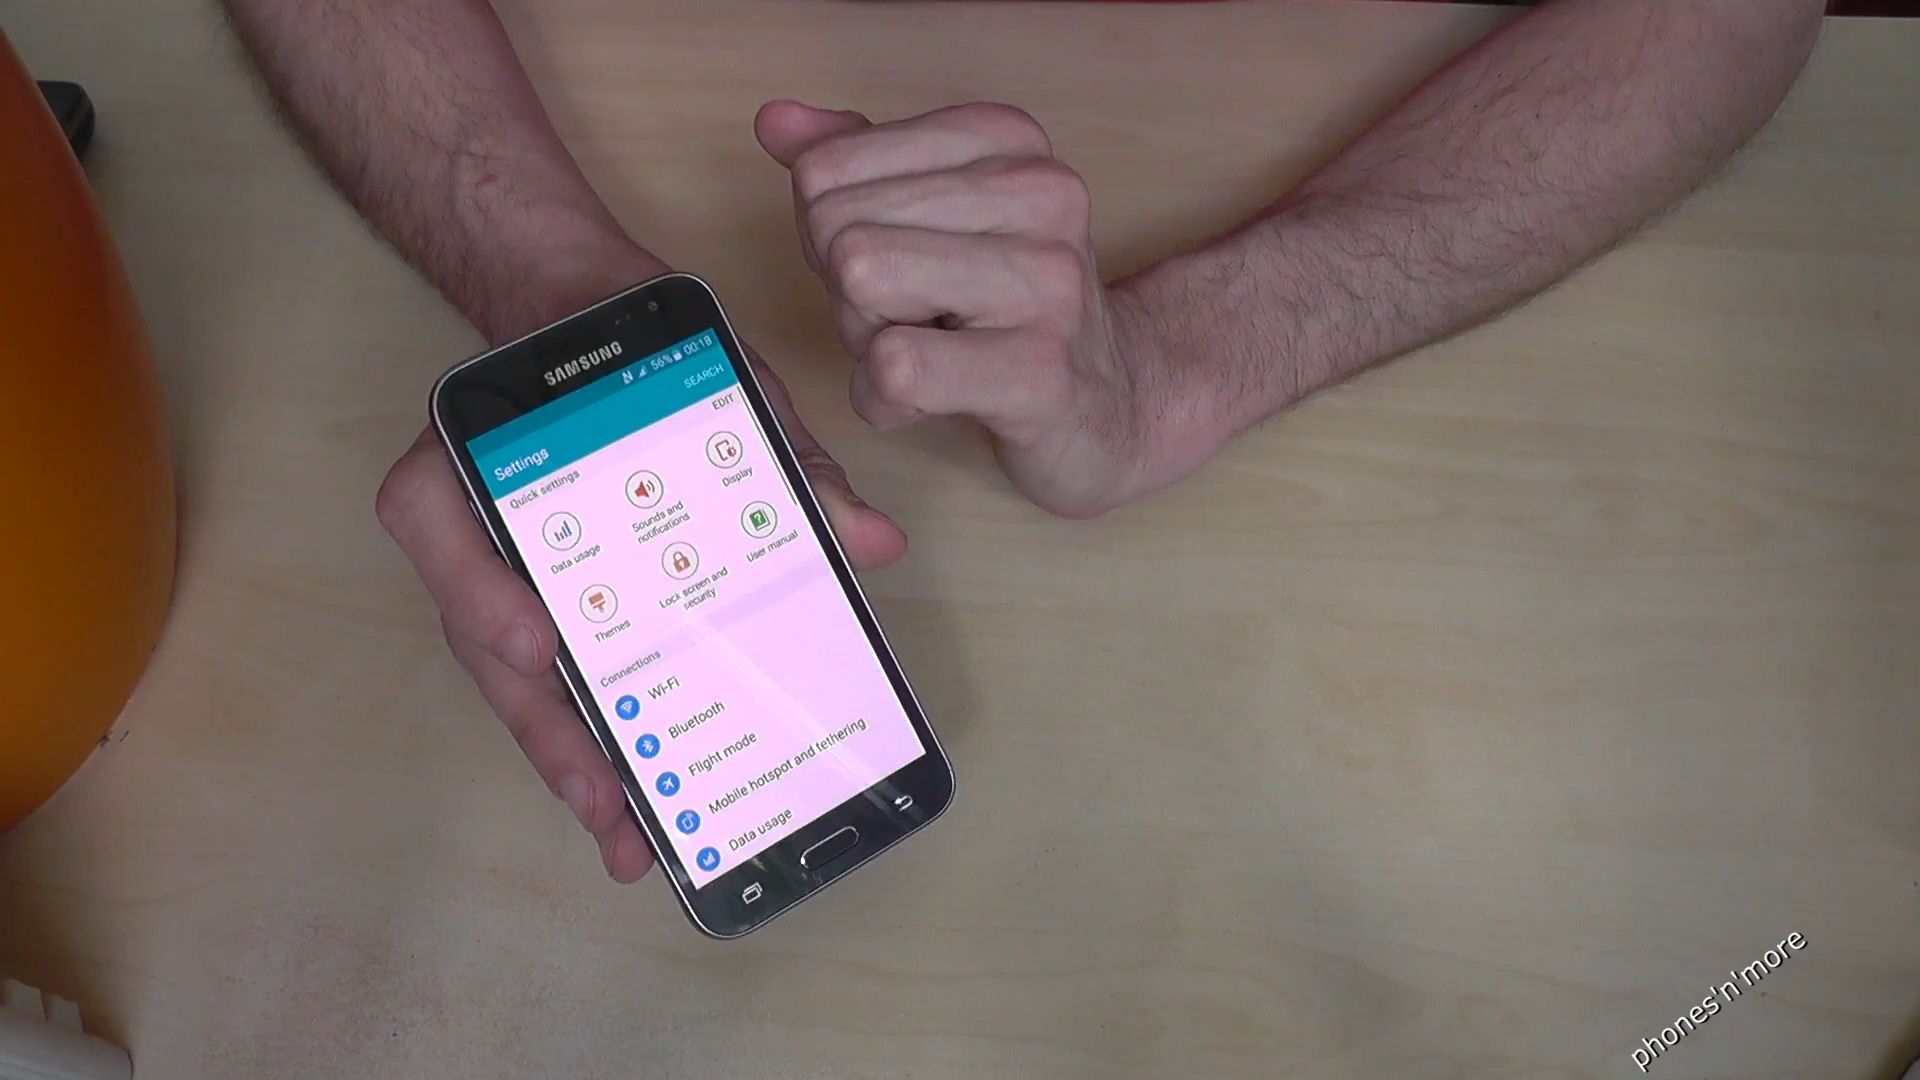 SAMSUNG
56% 00:18
Settings
SEARCH
Quick settings
EDIT
Data usage
Sounds and
notifications
Display
Themes
Lock screen and
security
User manual
Connections
Wi-Fi
Bluetooth
Flight mode
Mobile hotspot and tethering
Data usage
phones'n'more